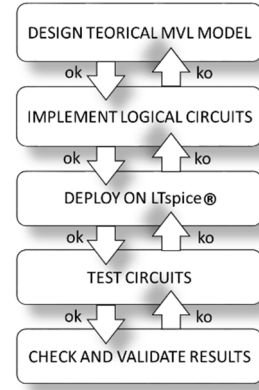 DESIGN TEORICAL MVL MODEL
ok ko
IMPLEMENT LOGICAL CIRCUITS
ok ko
DEPLOY ON LTspice®
ok ko
TEST CIRCUITS
ok ko
CHECK AND VALIDATE RESULTS